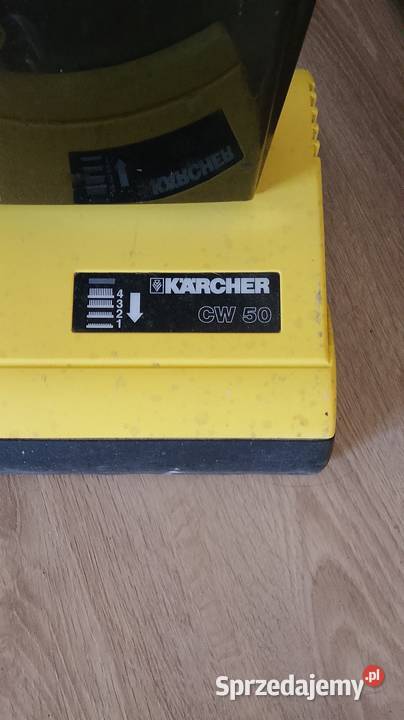 KÄRCHER
4
3
2
1
KÄRCHER
CW 50
Sprzedajemy.pl